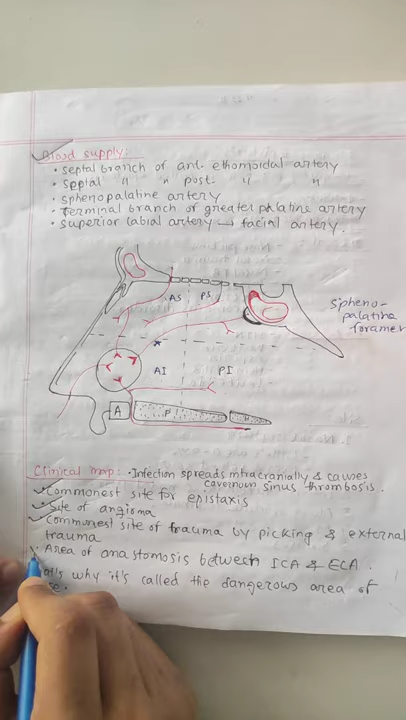 Blood supply:
• septal branch of ant. ethomoidal artery
• septal " " post. " "
• sphenopalatine artery
• terminal branch of greater palatine artery
• superior labial artery → facial artery.
AS PS
Spheno-
palatine
foramen
AI PI
A P H
Clinical imp: • Infection spreads intracranially & causes
cavernous sinus thrombosis.
• Commonest site for epistaxis
• Site of angioma
• Commonest site of trauma by picking & external
trauma
• Area of anastomosis between ICA & ECA.
why it's called the dangerous area of